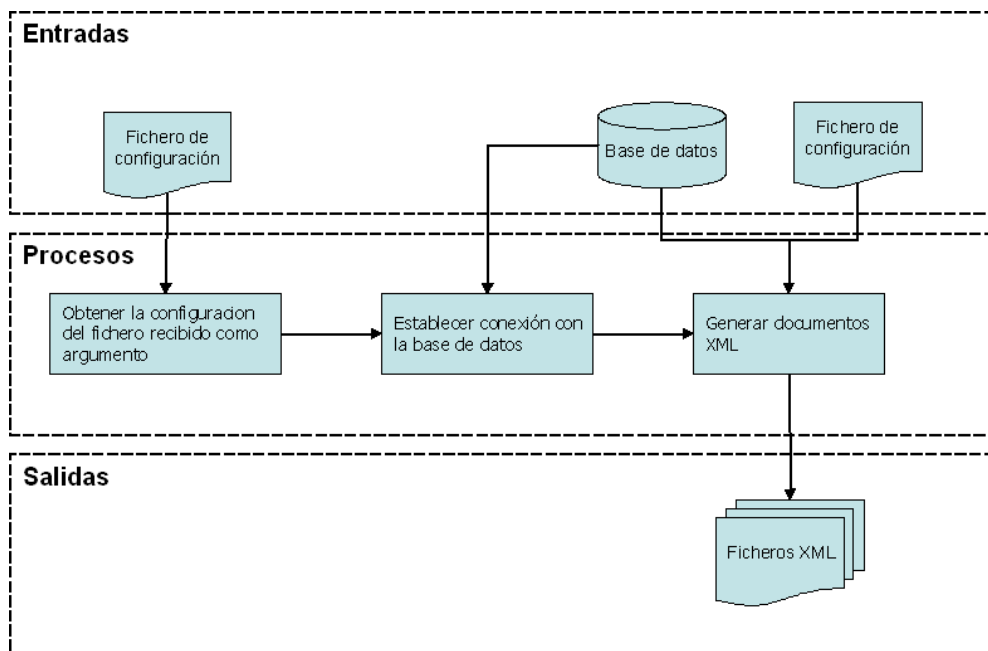 Entradas
Fichero de
configuración
Base de datos
Fichero de
configuración
Procesos
Obtener la configuracion
del fichero recibido como
argumento
Establecer conexión con
la base de datos
Generar documentos
XML
Salidas
Ficheros XML